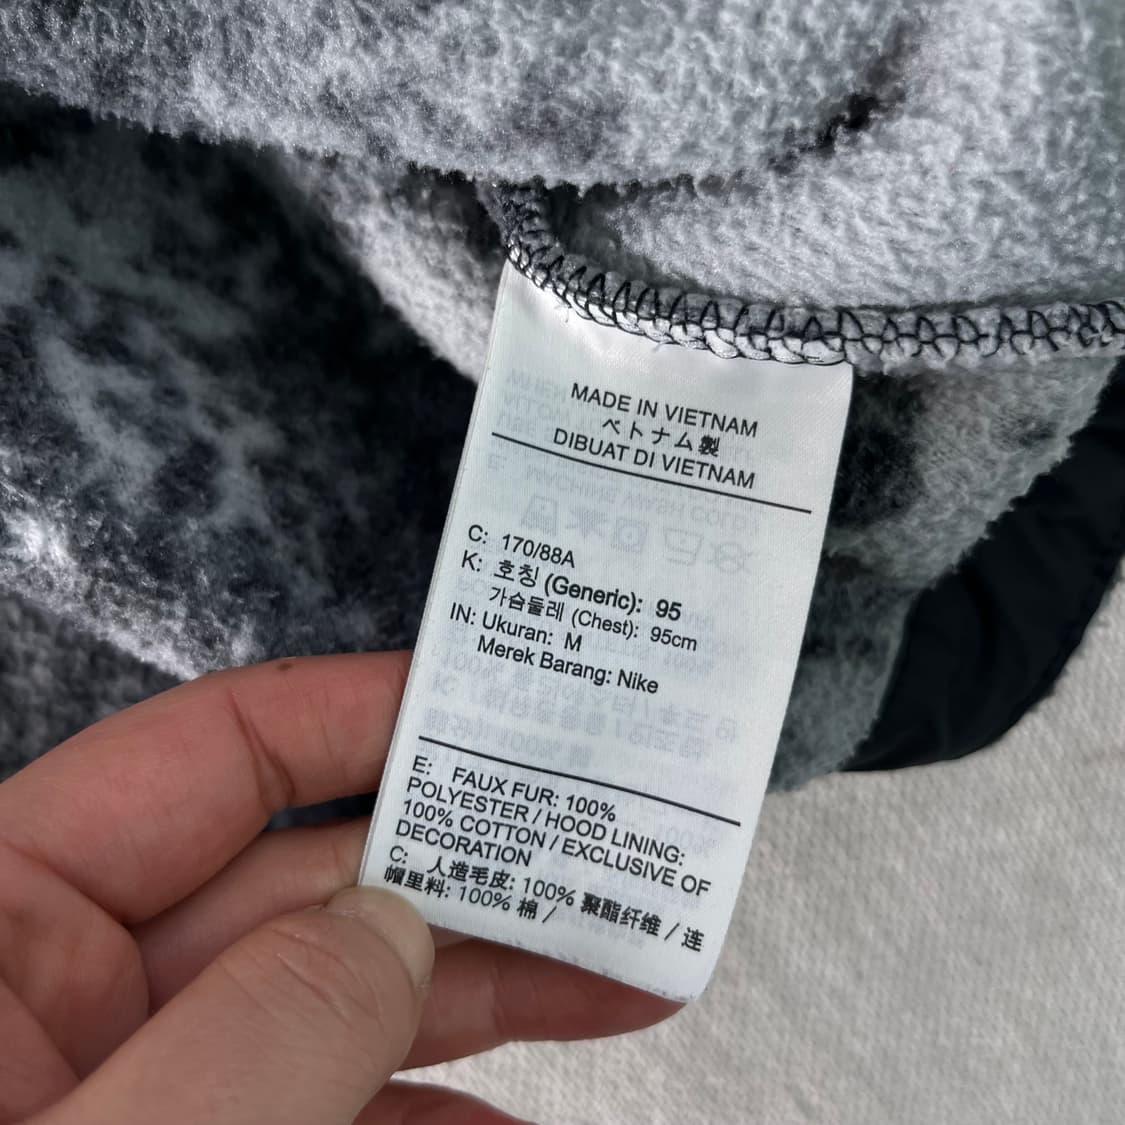 MADE IN VIETNAM
ベトナム製
DIBUAT DI VIETNAM
C: 170/88A
K: 호칭 (Generic): 95
가슴둘레 (Chest): 95cm
IN: Ukuran: M
Merek Barang: Nike
E: FAUX FUR: 100%
POLYESTER / HOOD LINING:
100% COTTON / EXCLUSIVE OF
DECORATION
C: 人造毛皮: 100% 聚酯纤维 / 连
帽里料: 100% 棉 /